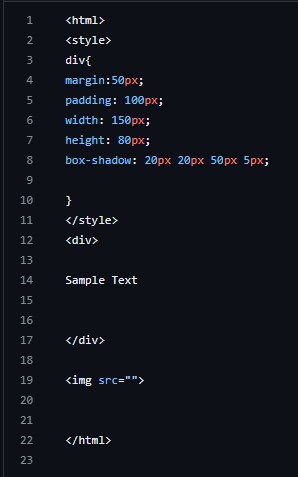 1 <html>
2 <style>
3 div{
4 margin:50px;
5 padding: 100px;
6 width: 150px;
7 height: 80px;
8 box-shadow: 20px 20px 50px 5px;
9
10 }
11 </style>
12 <div>
13
14 Sample Text
15
16
17 </div>
18
19 <img src="">
20
21
22 </html>
23